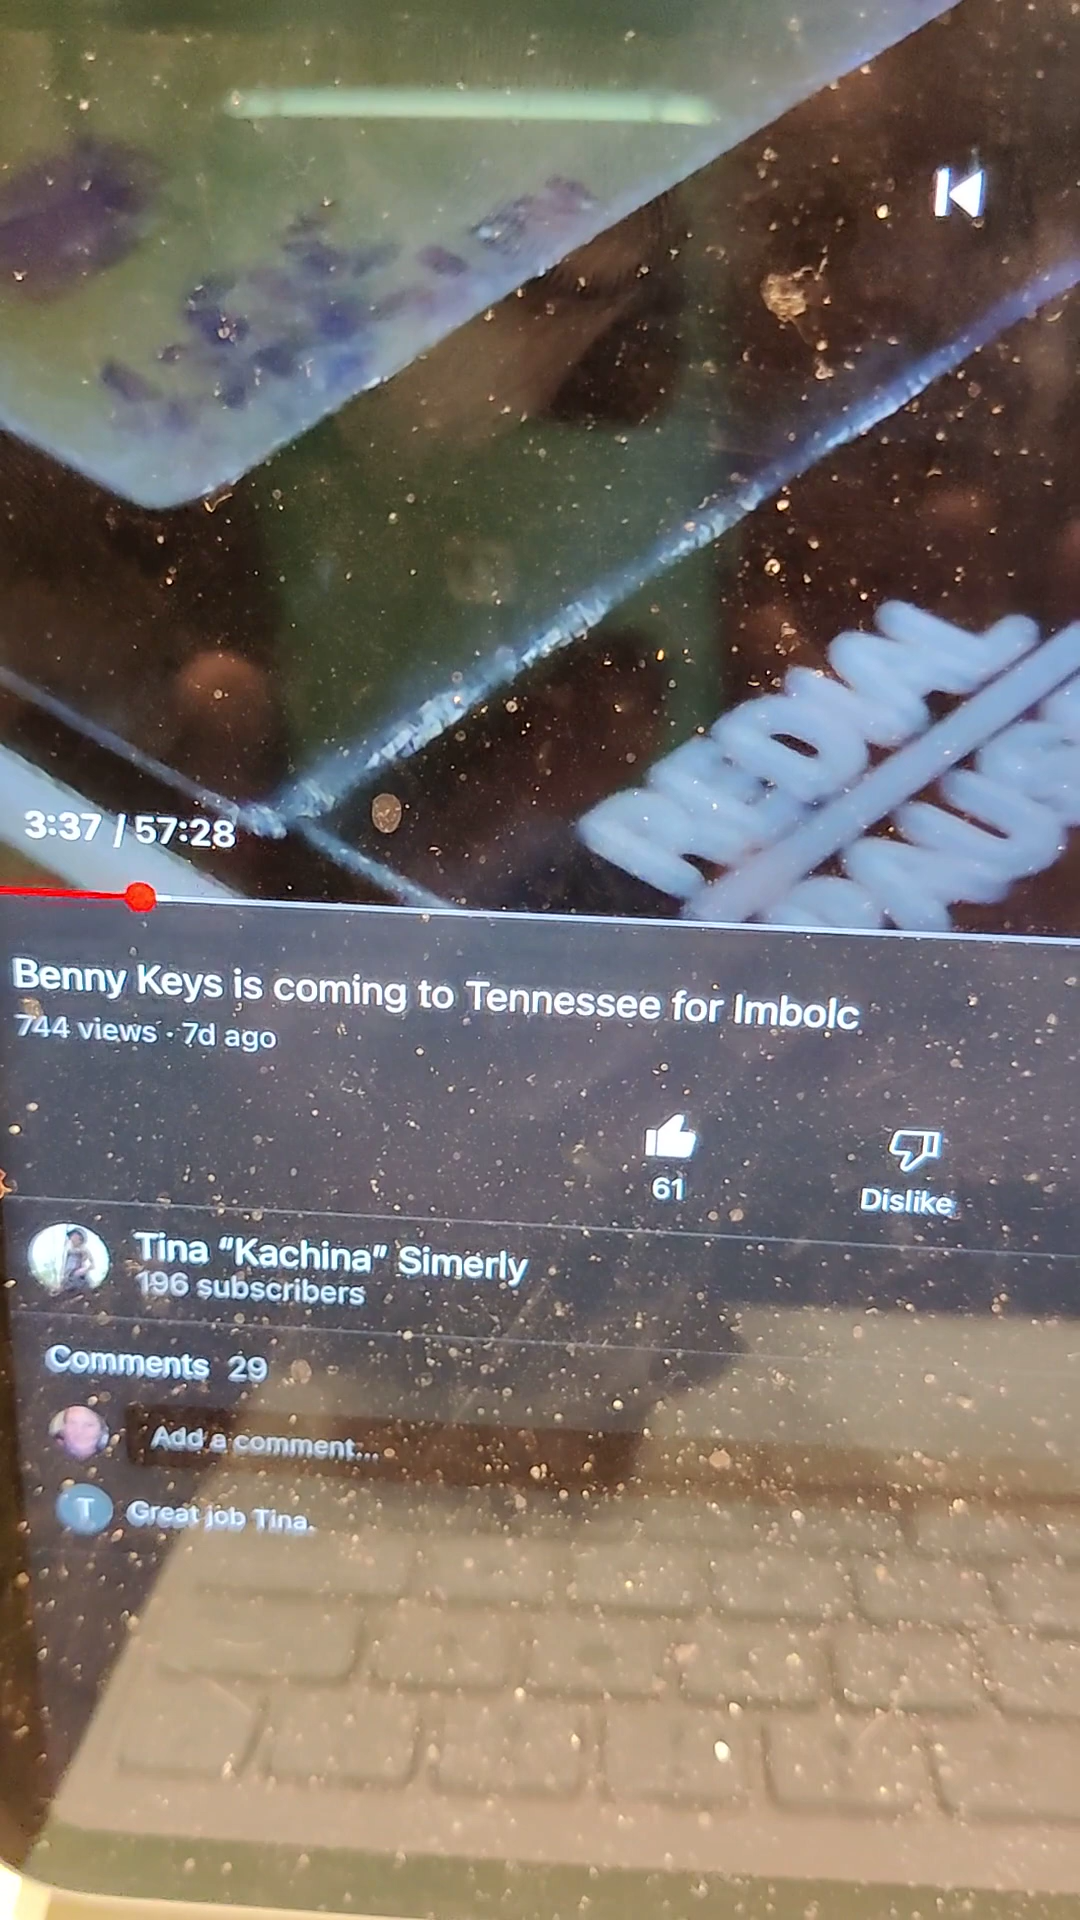 3:37 / 57:28
Benny Keys is coming to Tennessee for Imbolc
744 views · 7d ago
61
Dislike
Tina “Kachina” Simerly
196 subscribers
Comments 29
Add a comment...
T
Great job Tina.